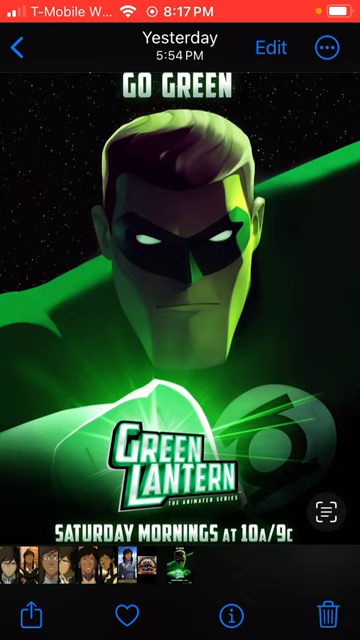 T-Mobile W... 8:17 PM
Yesterday
5:54 PM
Edit
GO GREEN
GREEN
LANTERN
THE ANIMATED SERIES
SATURDAY MORNINGS AT 10A/9C